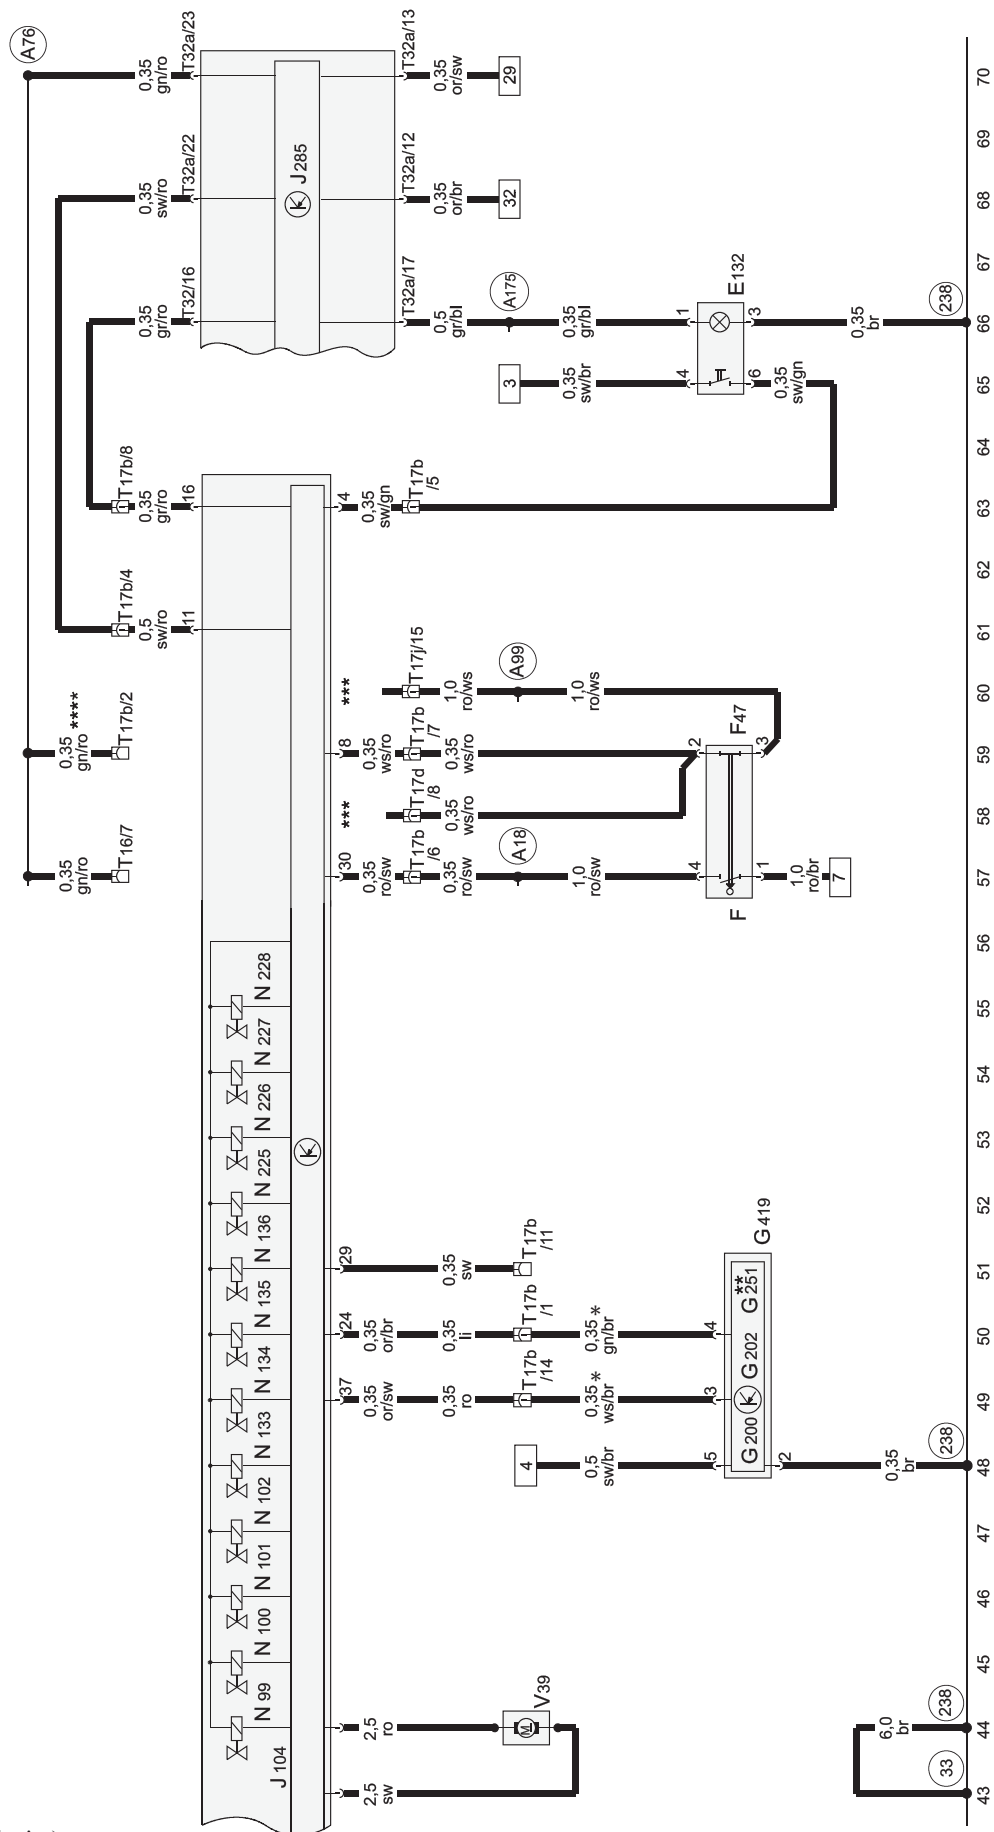 A76
T32a/23
0,35
gn/ro
T32a/13
0,35
or/sw
29
70
69
T32a/22
0,35
sw/ro
J285
T32a/12
0,35
or/br
32
68
67
T32/16
0,35
gr/ro
T32a/17
0,5
gr/bl
A175
0,35
gr/bl
1
E132
3
0,35
br
238
66
3
0,35
sw/br
4
6
0,35
sw/gn
65
64
T17b/8
0,35
gr/ro
16
4
0,35
sw/gn
T17b
/5
63
62
T17b/4
0,5
sw/ro
11
61
****
T17j/15
1,0
ro/ws
A99
1,0
ro/ws
60
0,35
gn/ro
****
T17b/2
8
0,35
ws/ro
T17b
/7
0,35
ws/ro
2
F47
3
59
***
T17d
/8
0,35
ws/ro
58
0,35
gn/ro
T16/7
30
0,35
ro/sw
T17b
/6
0,35
ro/sw
A18
1,0
ro/sw
4
F
1
1,0
ro/br
7
57
56
N228
55
N227
54
N226
53
N225
52
N136
29
0,35
sw
T17b
/11
G419
51
N135
24
0,35
or/br
0,35
li
T17b
/1
0,35 *
gn/br
4
50
N134
37
0,35
or/sw
0,35
ro
T17b
/14
0,35 *
ws/br
3
G200
G202
G251
**
49
N133
4
0,5
sw/br
5
2
0,35
br
238
48
N102
47
N101
46
N100
45
N99
2,5
ro
V39
M
6,0
br
238
44
J104
2,5
sw
33
43